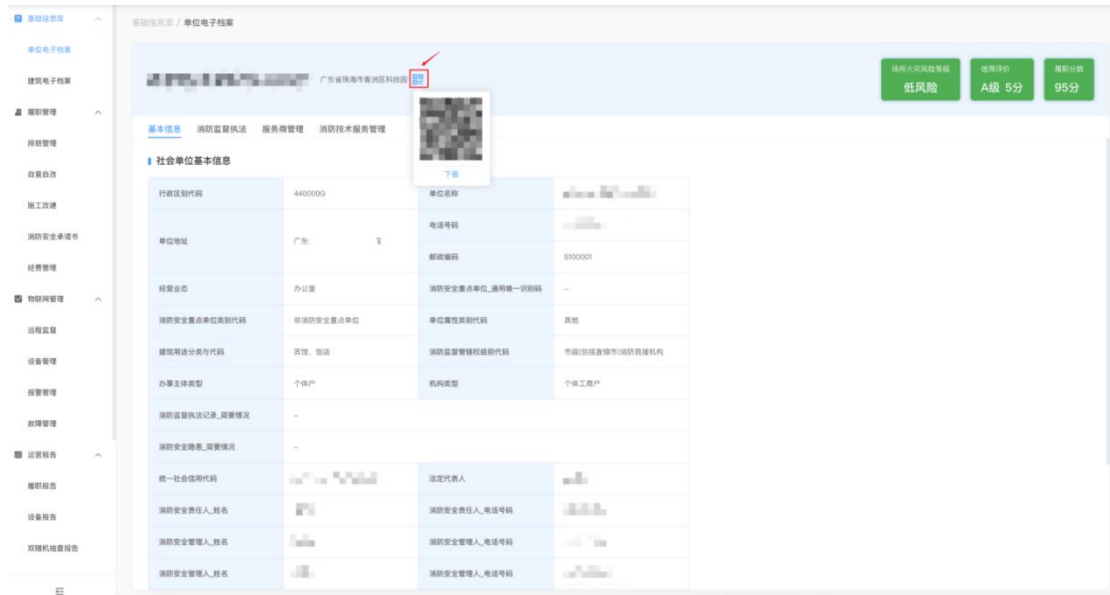 基础信息库
单位电子档案
建筑电子档案
履职管理
排班管理
自查自改
施工改建
消防安全承诺书
经费管理
物联网管理
远程监督
设备管理
报警管理
故障管理
运营报告
履职报告
设备报告
双随机抽查报告
基础信息库 / 单位电子档案
广东省珠海市香洲区科技园
场所火灾风险等级 信用评价 履职分数
低风险 A级 5分 95分
下载
基本信息 消防监督执法 服务商管理 消防技术服务管理
社会单位基本信息
行政区划代码 440000G 单位名称
单位地址 广东 电话号码
邮政编码 5100001
经营业态 办公室 消防安全重点单位_通用唯一识别码 -
消防安全重点单位类别代码 非消防安全重点单位 单位属性类别代码 其他
建筑用途分类与代码 宾馆、饭店 消防监督管辖权级别代码 市级(包括直辖市)消防救援机构
办事主体类型 个体户 机构类型 个体工商户
消防监督执法记录_简要情况 -
消防安全隐患_简要情况 -
统一社会信用代码 法定代表人
消防安全责任人_姓名 消防安全责任人_电话号码
消防安全管理人_姓名 消防安全管理人_电话号码
消防安全管理人_姓名 消防安全管理人_电话号码